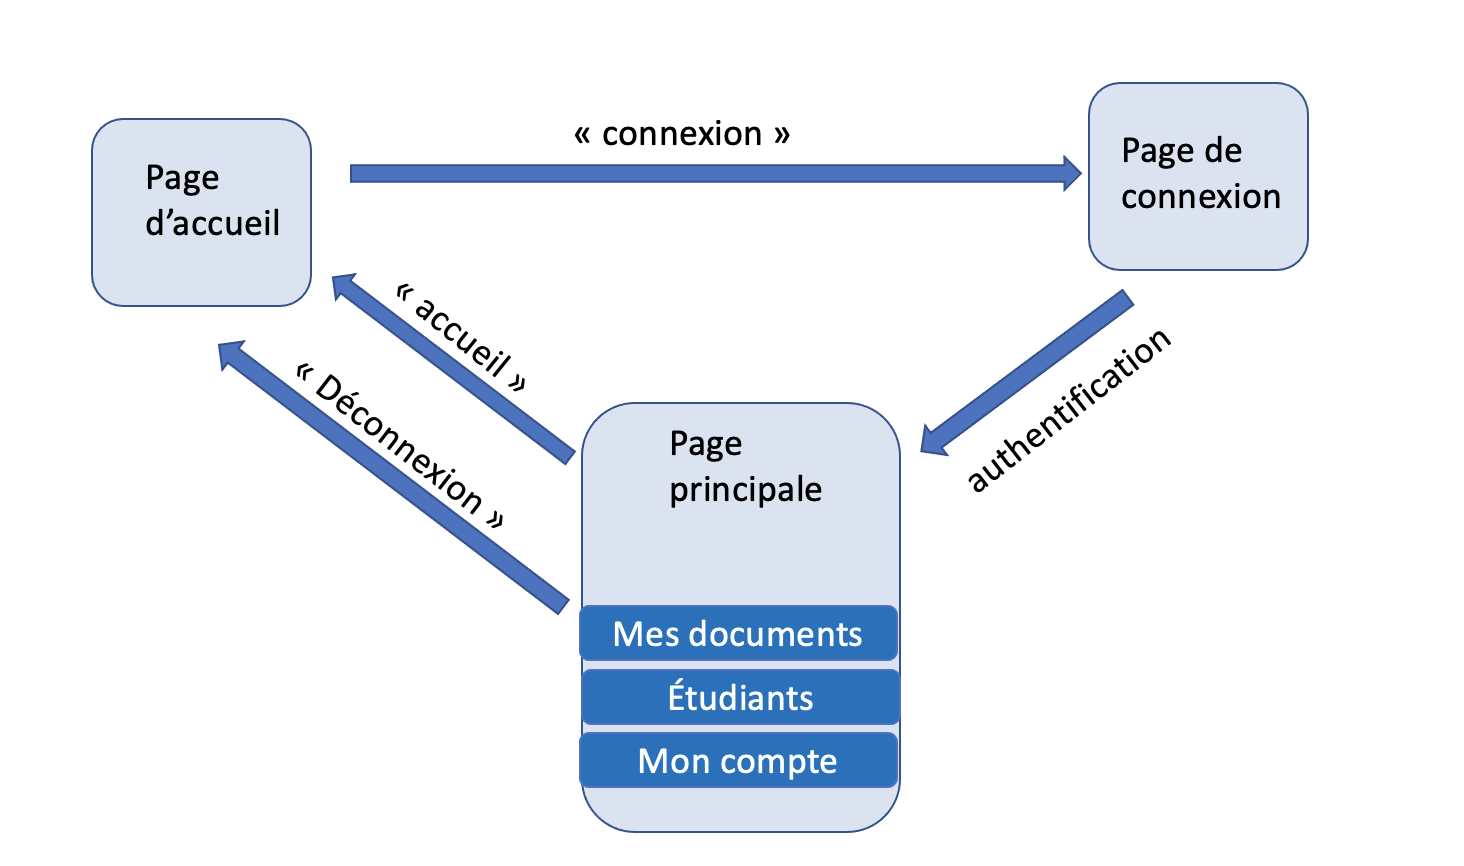 « connexion »
Page
d’accueil
Page de
connexion
« accueil »
« Déconnexion »
authentification
Page
principale
Mes documents
Étudiants
Mon compte